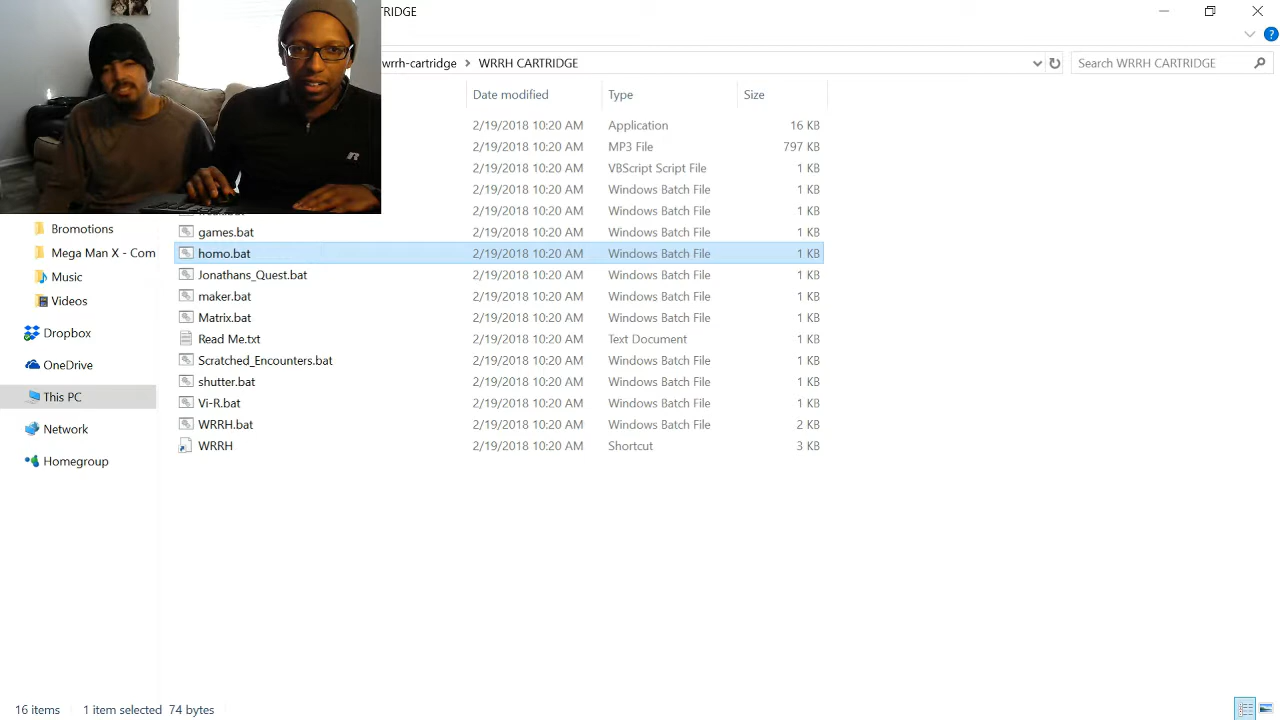 TRIDGE
wrrh-cartridge > WRRH CARTRIDGE
Search WRRH CARTRIDGE
Date modified Type Size
2/19/2018 10:20 AM Application 16 KB
2/19/2018 10:20 AM MP3 File 797 KB
2/19/2018 10:20 AM VBScript Script File 1 KB
2/19/2018 10:20 AM Windows Batch File 1 KB
2/19/2018 10:20 AM Windows Batch File 1 KB
Bromotions
games.bat 2/19/2018 10:20 AM Windows Batch File 1 KB
Mega Man X - Com
homo.bat 2/19/2018 10:20 AM Windows Batch File 1 KB
Music
Jonathans_Quest.bat 2/19/2018 10:20 AM Windows Batch File 1 KB
Videos
maker.bat 2/19/2018 10:20 AM Windows Batch File 1 KB
Matrix.bat 2/19/2018 10:20 AM Windows Batch File 1 KB
Dropbox
Read Me.txt 2/19/2018 10:20 AM Text Document 1 KB
OneDrive
Scratched_Encounters.bat 2/19/2018 10:20 AM Windows Batch File 1 KB
shutter.bat 2/19/2018 10:20 AM Windows Batch File 1 KB
This PC
Vi-R.bat 2/19/2018 10:20 AM Windows Batch File 1 KB
Network
WRRH.bat 2/19/2018 10:20 AM Windows Batch File 2 KB
WRRH 2/19/2018 10:20 AM Shortcut 3 KB
Homegroup
16 items 1 item selected 74 bytes